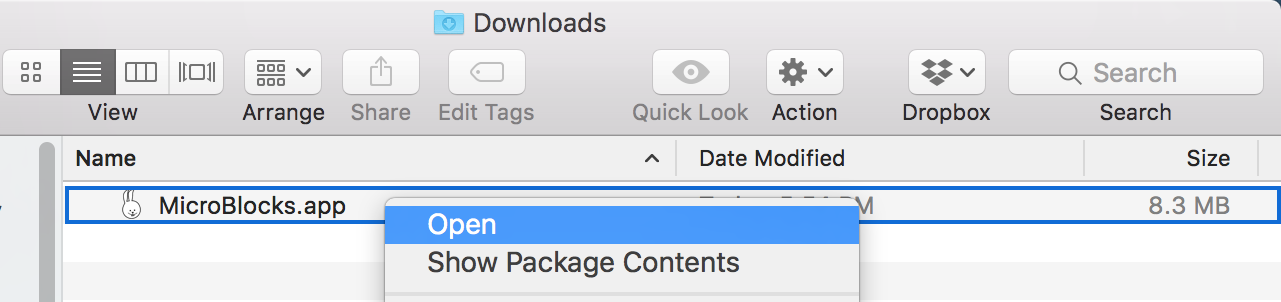 Downloads
View
Arrange
Share
Edit Tags
Quick Look
Action
Dropbox
Search
Search
Name
Date Modified
Size
MicroBlocks.app
PM
8.3 MB
Open
Show Package Contents